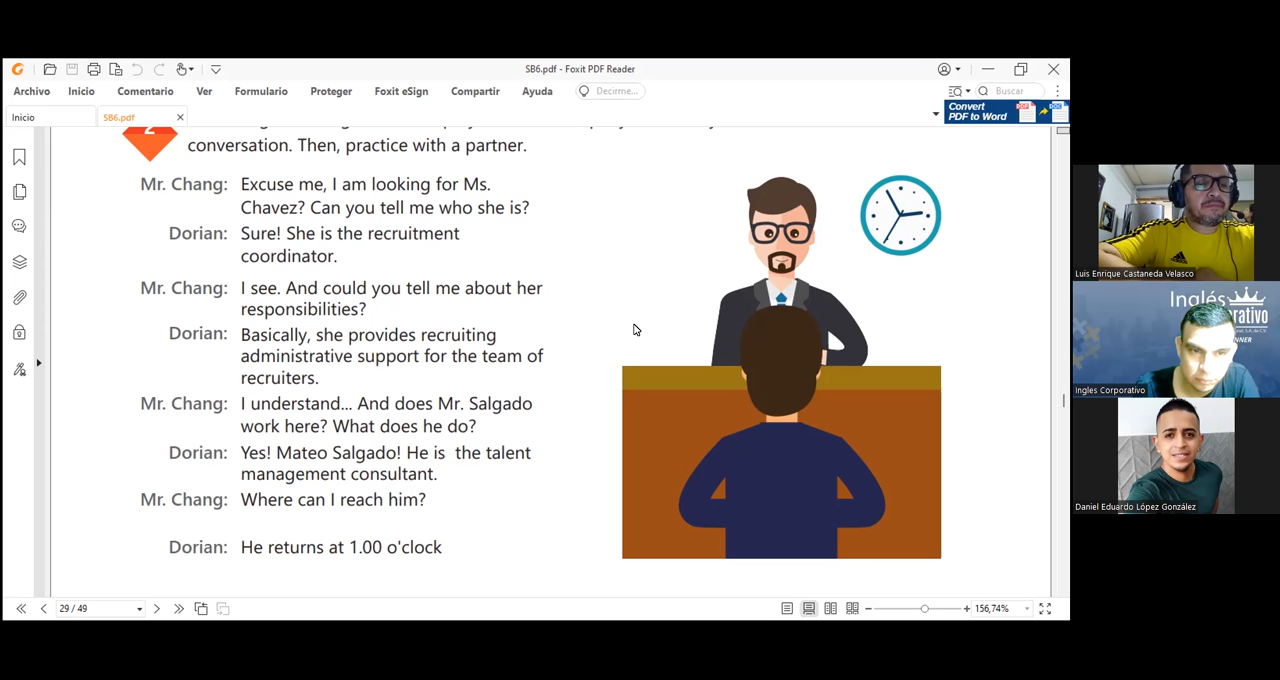 SB6.pdf - Foxit PDF Reader
Archivo Inicio Comentario Ver Formulario Proteger Foxit eSign Compartir Ayuda Decirme... Buscar
Inicio SB6.pdf
Convert
PDF to Word
2
conversation. Then, practice with a partner.
Mr. Chang: Excuse me, I am looking for Ms.
Chavez? Can you tell me who she is?
Dorian: Sure! She is the recruitment
coordinator.
Mr. Chang: I see. And could you tell me about her
responsibilities?
Dorian: Basically, she provides recruiting
administrative support for the team of
recruiters.
Mr. Chang: I understand... And does Mr. Salgado
work here? What does he do?
Dorian: Yes! Mateo Salgado! He is the talent
management consultant.
Mr. Chang: Where can I reach him?
Dorian: He returns at 1.00 o'clock
29 / 49
156,74%
Luis Enrique Castaneda Velasco
Inglés
Ingles Corporativo
Daniel Eduardo López González